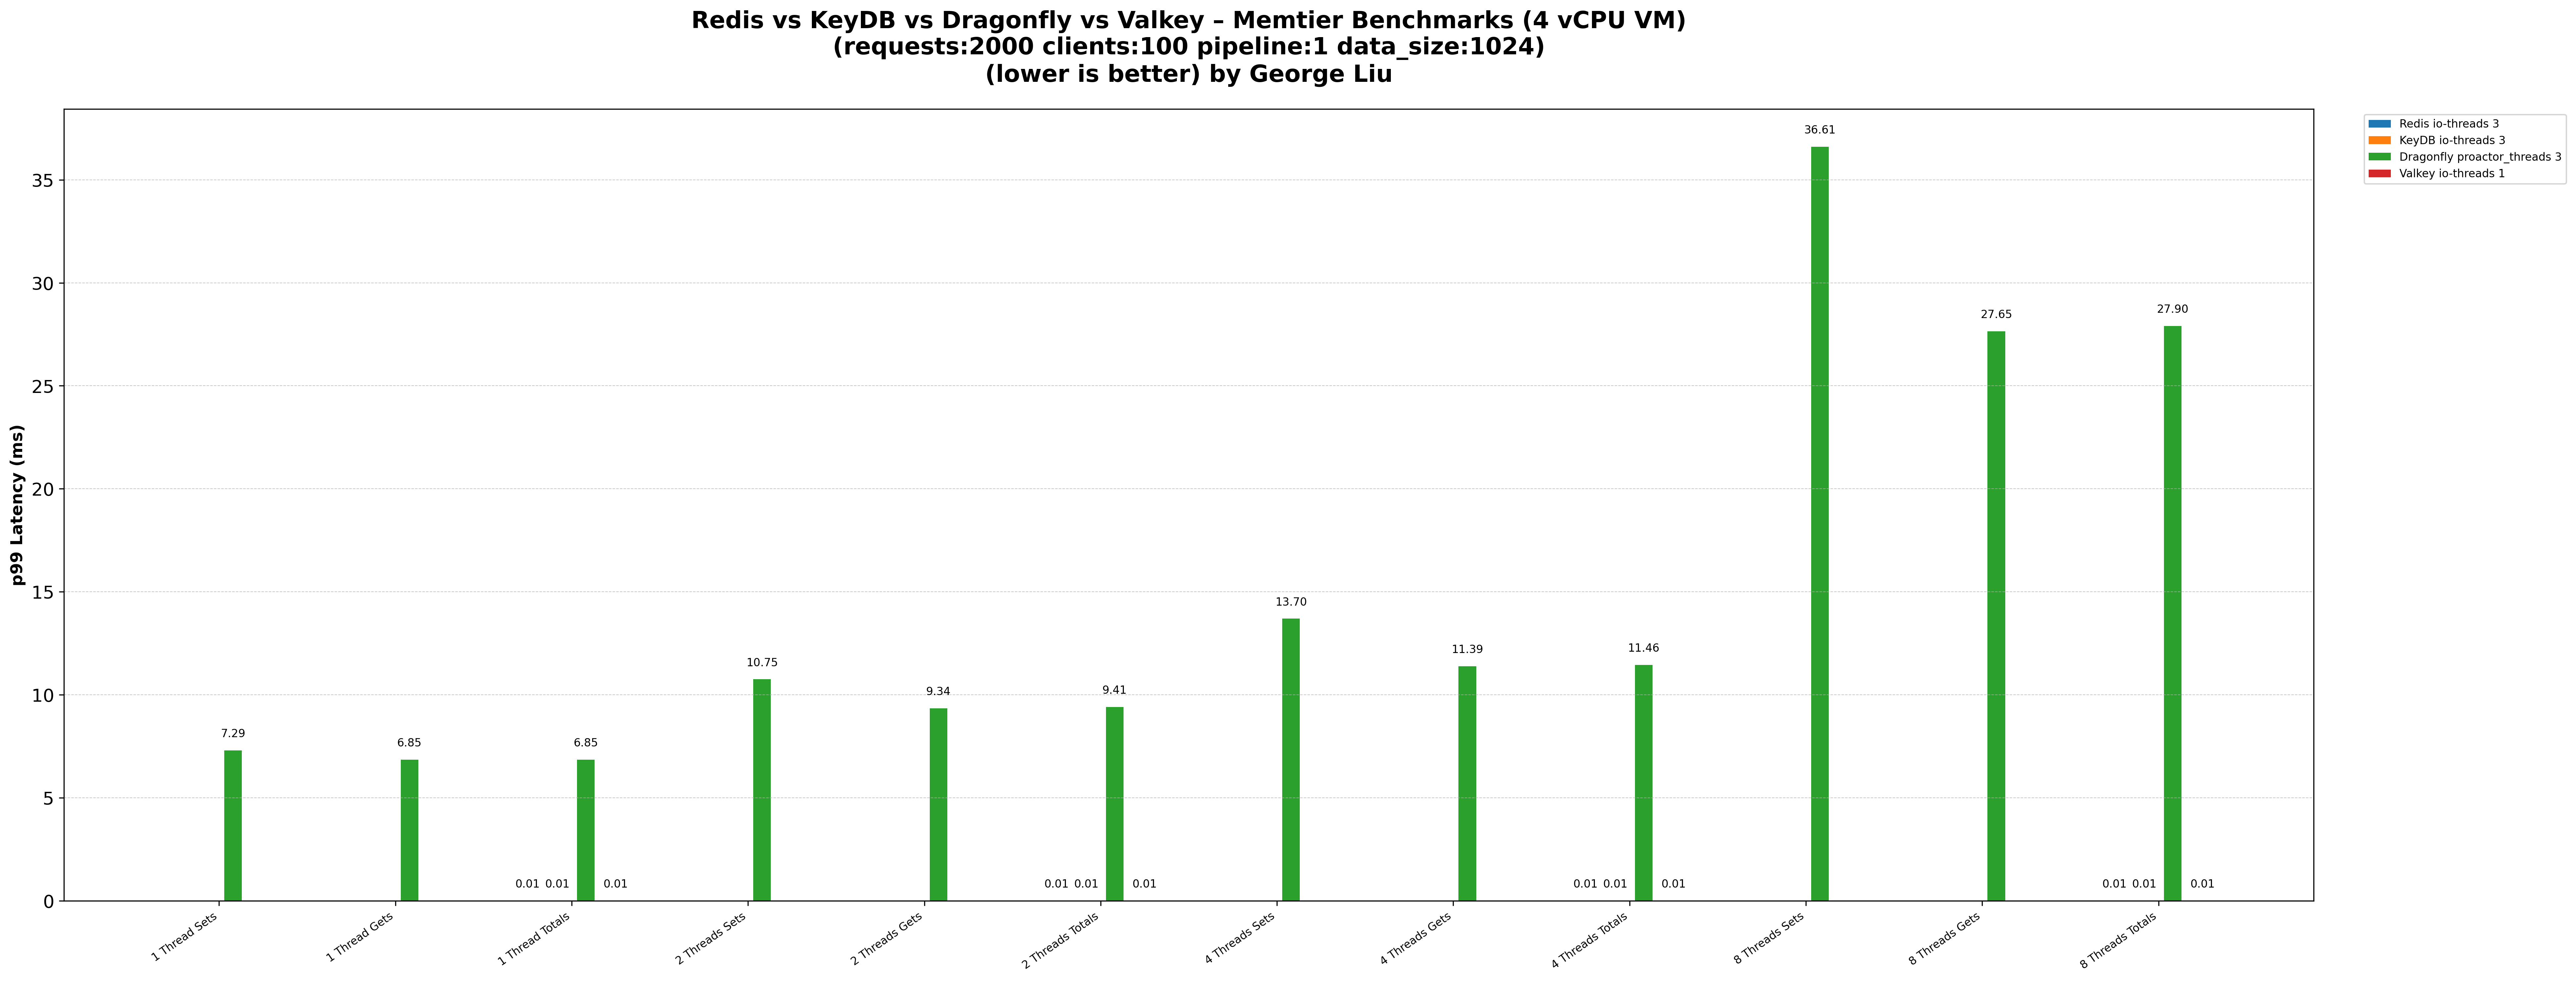 Redis vs KeyDB vs Dragonfly vs Valkey – Memtier Benchmarks (4 vCPU VM)
(requests:2000 clients:100 pipeline:1 data_size:1024)
(lower is better) by George Liu
Redis io-threads 3
KeyDB io-threads 3
Dragonfly proactor_threads 3
Valkey io-threads 1
p99 Latency (ms)
35
30
25
20
15
10
5
0
7.29
6.85
0.01 0.01
6.85
0.01
10.75
9.34
0.01 0.01
9.41
0.01
13.70
11.39
0.01 0.01
11.46
0.01
36.61
27.65
0.01 0.01
27.90
0.01
1 Thread Sets
1 Thread Gets
1 Thread Totals
2 Threads Sets
2 Threads Gets
2 Threads Totals
4 Threads Sets
4 Threads Gets
4 Threads Totals
8 Threads Sets
8 Threads Gets
8 Threads Totals